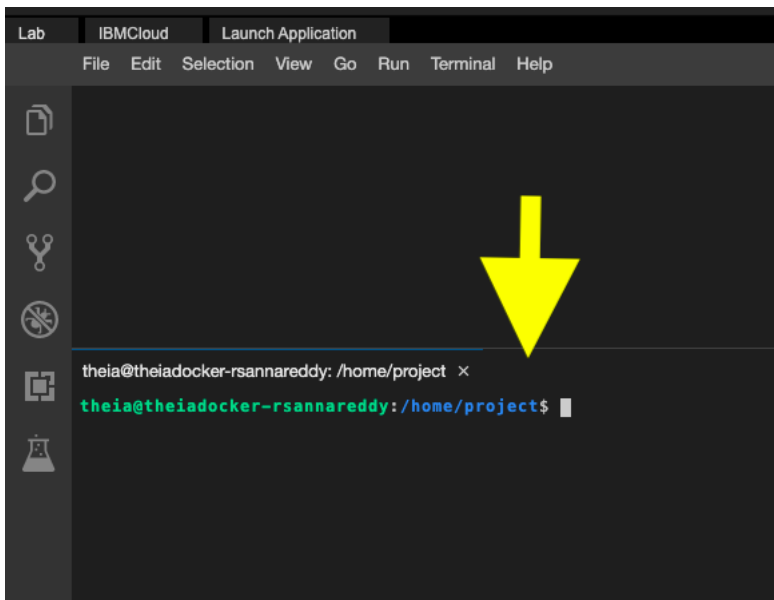 Lab IBMCloud Launch Application
File Edit Selection View Go Run Terminal Help
theia@theiadocker-rsannareddy: /home/project ×
theia@theiadocker-rsannareddy:/home/project$